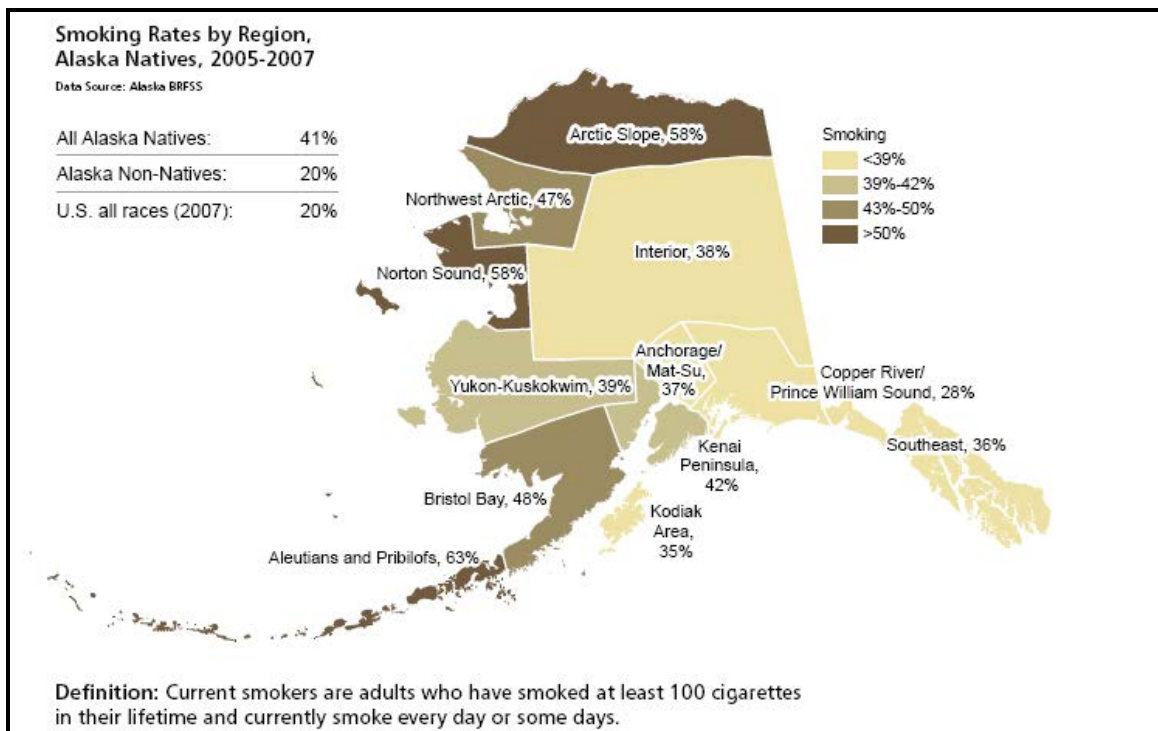 Smoking Rates by Region,
Alaska Natives, 2005-2007
Data Source: Alaska BRFSS
All Alaska Natives: 41%
Alaska Non-Natives: 20%
U.S. all races (2007): 20%
Smoking
<39%
39%-42%
43%-50%
>50%
Arctic Slope, 58%
Northwest Arctic, 47%
Interior, 38%
Norton Sound, 58%
Anchorage/
Mat-Su,
37%
Yukon-Kuskokwim, 39%
Copper River/
Prince William Sound, 28%
Southeast, 36%
Kenai
Peninsula,
42%
Bristol Bay, 48%
Kodiak
Area,
35%
Aleutians and Pribilofs, 63%
Definition: Current smokers are adults who have smoked at least 100 cigarettes
in their lifetime and currently smoke every day or some days.